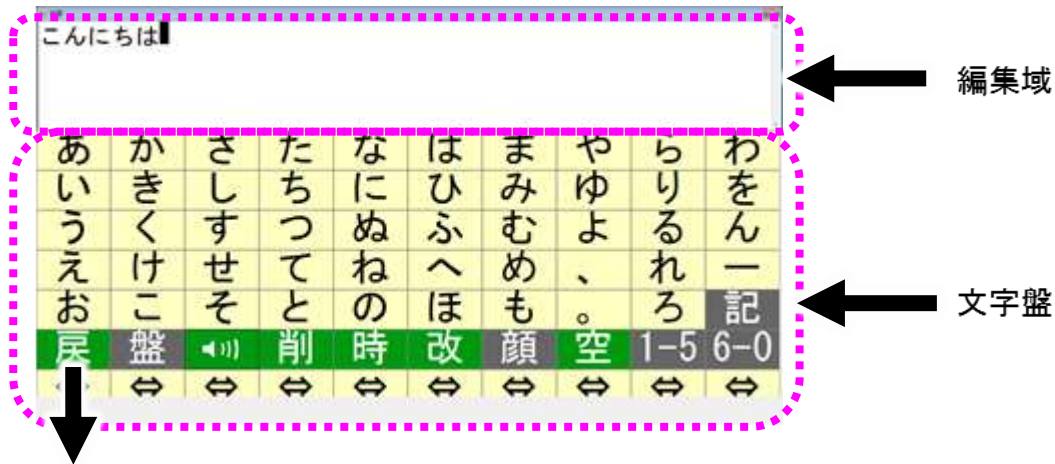 こんにちは
編集域
あ か さ た な は ま や ら わ
い き し ち に ひ み ゆ り を
う く す つ ぬ ふ む よ る ん
え け せ て ね へ め 、 れ ー
お こ そ と の ほ も 。 ろ 記
文字盤
戻 盤 削 時 改 顔 空 1-5 6-0
⇔ ⇔ ⇔ ⇔ ⇔ ⇔ ⇔ ⇔ ⇔ ⇔